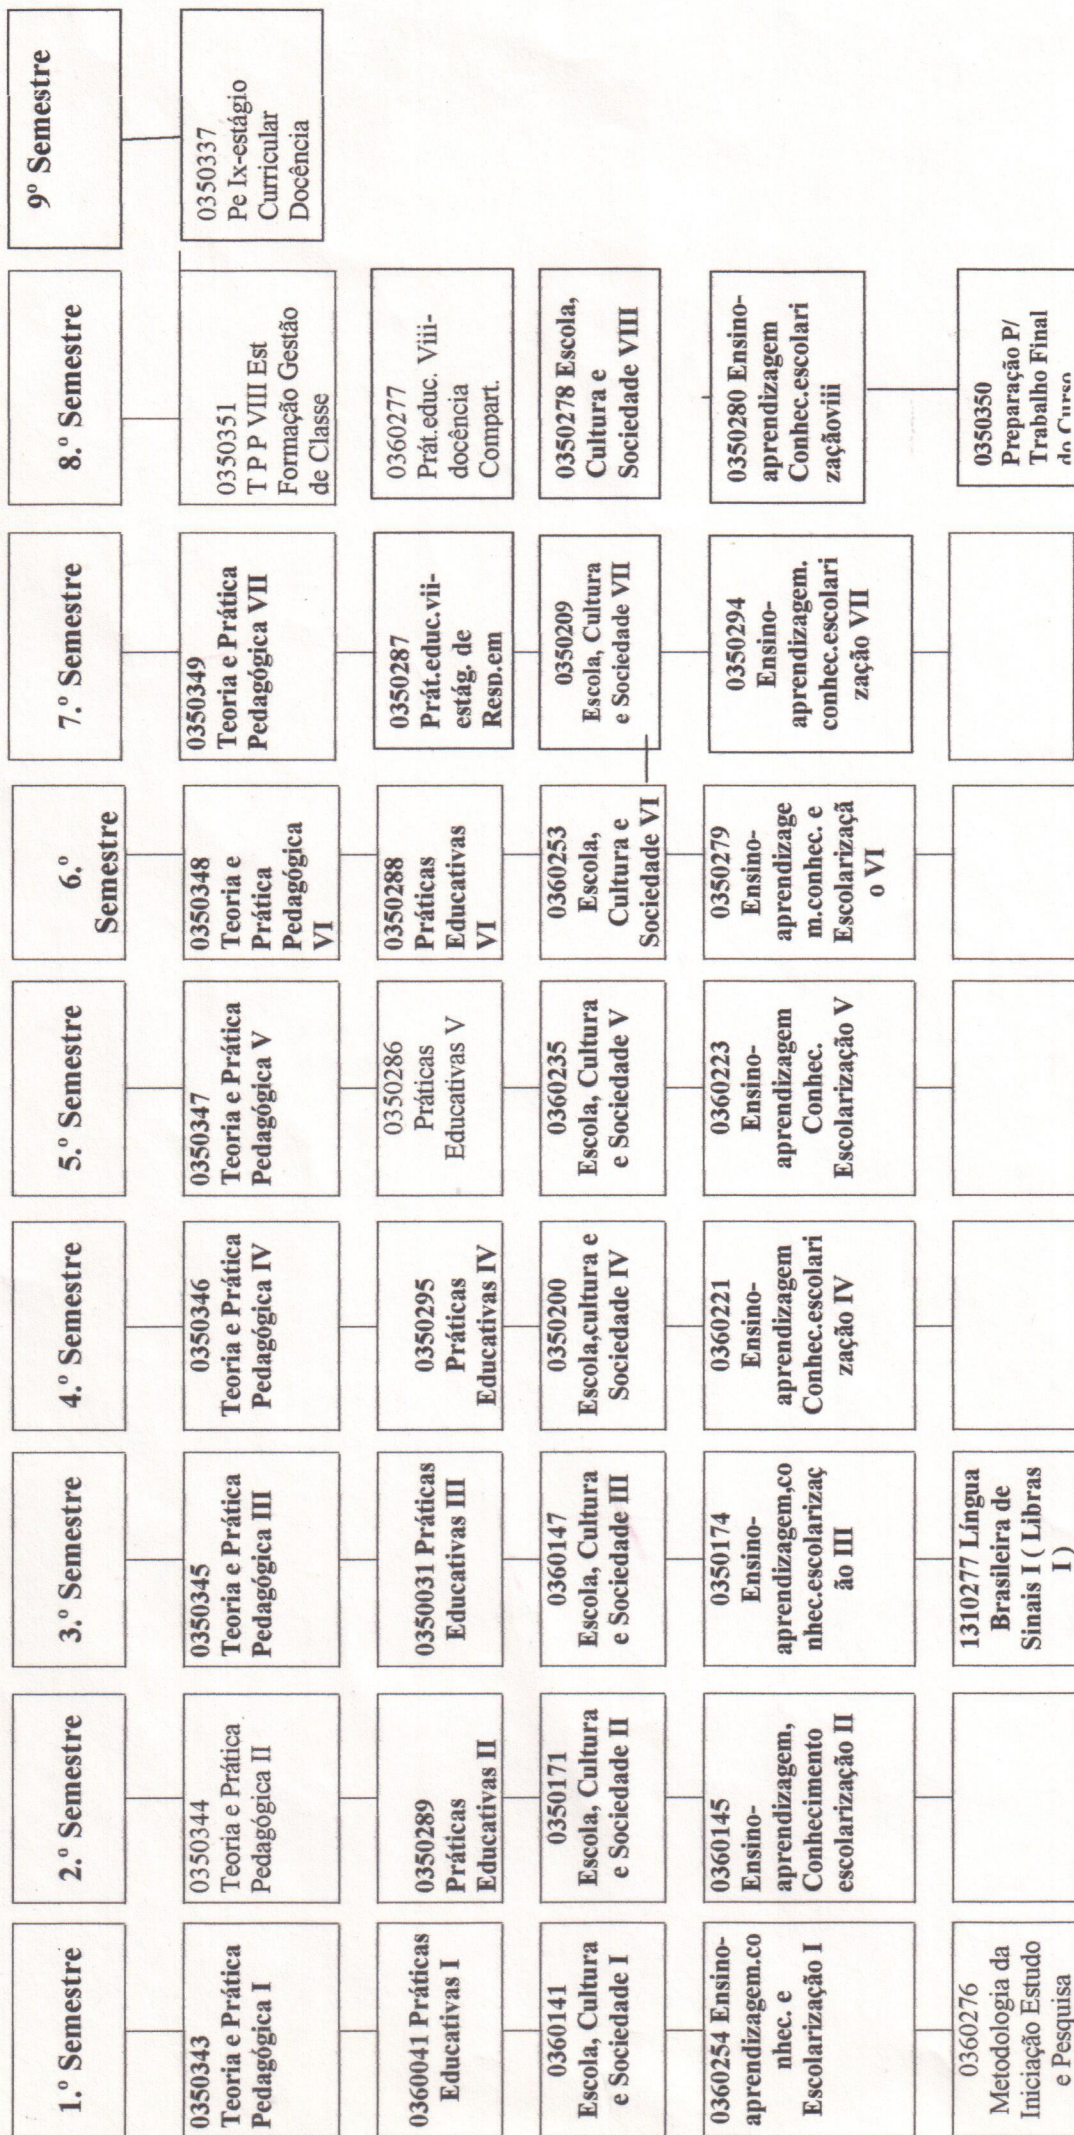 1.º Semestre
0350343
Teoria e Prática
Pedagógica I
0360041 Práticas
Educativas I
0360141
Escola, Cultura
e Sociedade I
0360254 Ensino-
aprendizagem.co
nhec. e
Escolarização I
0360276
Metodologia da
Iniciação Estudo
e Pesquisa
2.º Semestre
0350344
Teoria e Prática
Pedagógica II
0350289
Práticas
Educativas II
0350171
Escola, Cultura
e Sociedade II
0360145
Ensino-
aprendizagem,
Conhecimento
escolarização II
3.º Semestre
0350345
Teoria e Prática
Pedagógica III
0350031 Práticas
Educativas III
0360147
Escola, Cultura
e Sociedade III
0350174
Ensino-
aprendizagem,co
nhec.escolarizaç
ão III
1310277 Língua
Brasileira de
Sinais I ( Libras
I )
4.º Semestre
0350346
Teoria e Prática
Pedagógica IV
0350295
Práticas
Educativas IV
0350200
Escola,cultura e
Sociedade IV
0360221
Ensino-
aprendizagem
Conhec.escolari
zação IV
5.º Semestre
0350347
Teoria e Prática
Pedagógica V
0350286
Práticas
Educativas V
0360235
Escola, Cultura
e Sociedade V
0360223
Ensino-
aprendizagem
Conhec.
Escolarização V
6.º
Semestre
0350348
Teoria e
Prática
Pedagógica
VI
0350288
Práticas
Educativas
VI
0360253
Escola,
Cultura e
Sociedade VI
0350279
Ensino-
aprendizage
m.conhec. e
Escolarizaçã
o VI
7.º Semestre
0350349
Teoria e Prática
Pedagógica VII
0350287
Prát.educ.vii-
estág. de
Resp.em
0350209
Escola, Cultura
e Sociedade VII
0350294
Ensino-
aprendizagem.
conhec.escolari
zação VII
8.º Semestre
0350351
T P P VIII Est
Formação Gestão
de Classe
0360277
Prát.educ. Viii-
docência
Compart.
0350278 Escola,
Cultura e
Sociedade VIII
0350280 Ensino-
aprendizagem
Conhec.escolari
zaçãoviii
0350350
Preparação P/
Trabalho Final
do Curso
9º Semestre
0350337
Pe Ix-estágio
Curricular
Docência